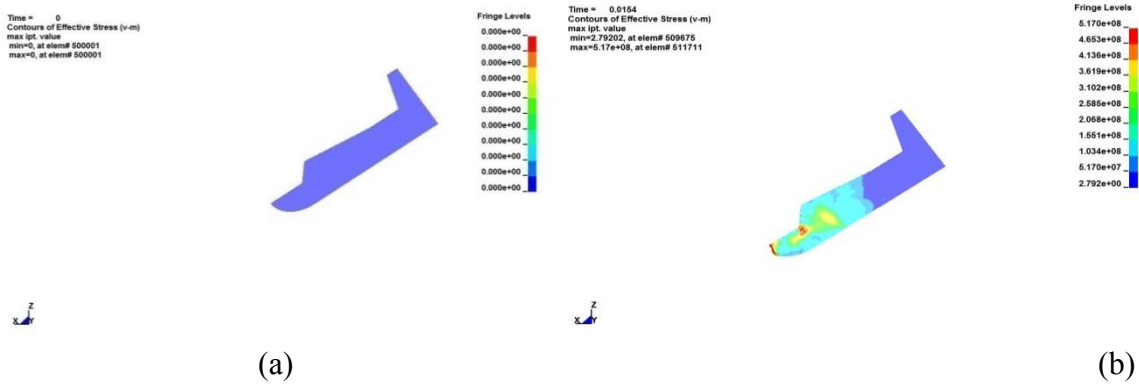 Time = 0
Contours of Effective Stress (v-m)
max ipt. value
min=0, at elem# 500001
max=0, at elem# 500001
Fringe Levels
0.000e+00
0.000e+00
0.000e+00
0.000e+00
0.000e+00
0.000e+00
0.000e+00
0.000e+00
0.000e+00
0.000e+00
0.000e+00
Z
X Y
(a)
Time = 0.0154
Contours of Effective Stress (v-m)
max ipt. value
min=2.79202, at elem# 509675
max=5.17e+08, at elem# 511711
Fringe Levels
5.170e+08
4.653e+08
4.136e+08
3.619e+08
3.102e+08
2.585e+08
2.068e+08
1.551e+08
1.034e+08
5.170e+07
2.792e+00
Z
X Y
(b)